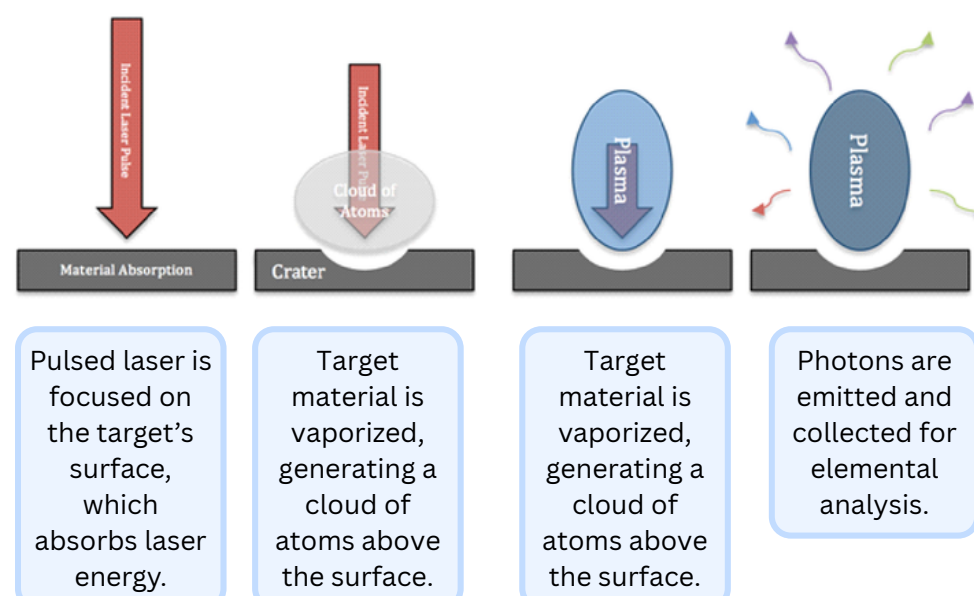 Incident Laser Pulse
Material Absorption
Incident Laser Pulse
Cloud of
Atoms
Crater
Plasma
Plasma
Pulsed laser is
focused on
the target’s
surface,
which
absorbs laser
energy.
Target
material is
vaporized,
generating a
cloud of
atoms above
the surface.
Target
material is
vaporized,
generating a
cloud of
atoms above
the surface.
Photons are
emitted and
collected for
elemental
analysis.